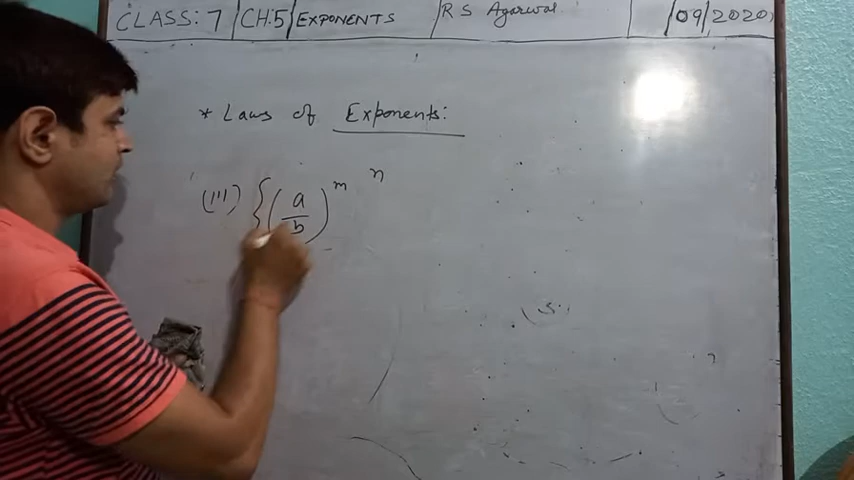 CLASS: 7 CH:5 EXPONENTS R S Agarwal /09/2020
* Laws of Exponents:
(III) {(a/b)^m n